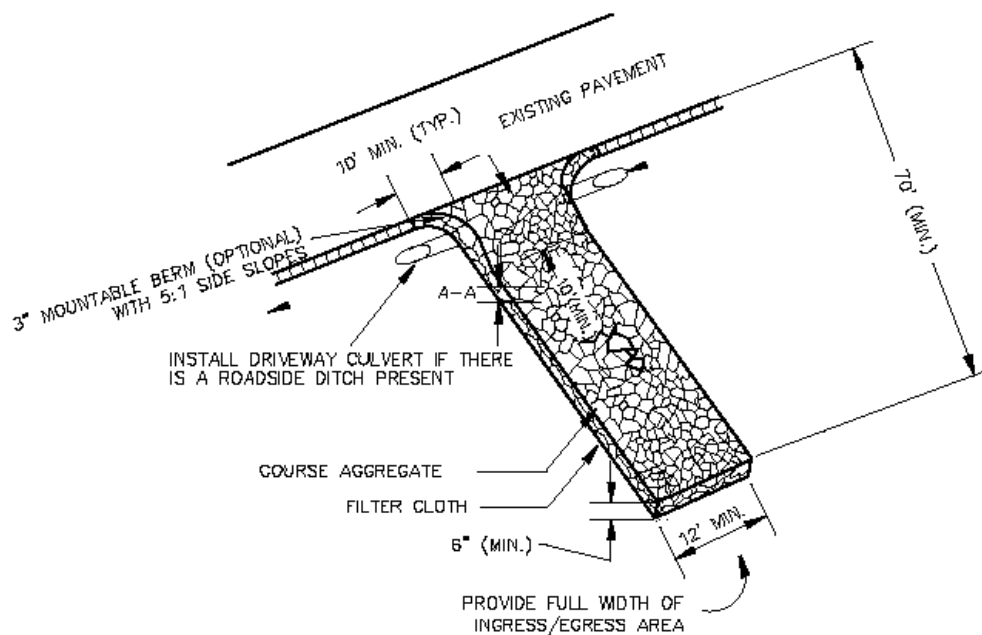 EXISTING PAVEMENT
10' MIN. (TYP.)
70' (MIN.)
3" MOUNTABLE BERM (OPTIONAL)
WITH 5:1 SIDE SLOPES
A-A
10'(MIN.)
INSTALL DRIVEWAY CULVERT IF THERE
IS A ROADSIDE DITCH PRESENT
COURSE AGGREGATE
FILTER CLOTH
6" (MIN.)
12' MIN.
PROVIDE FULL WIDTH OF
INGRESS/EGRESS AREA